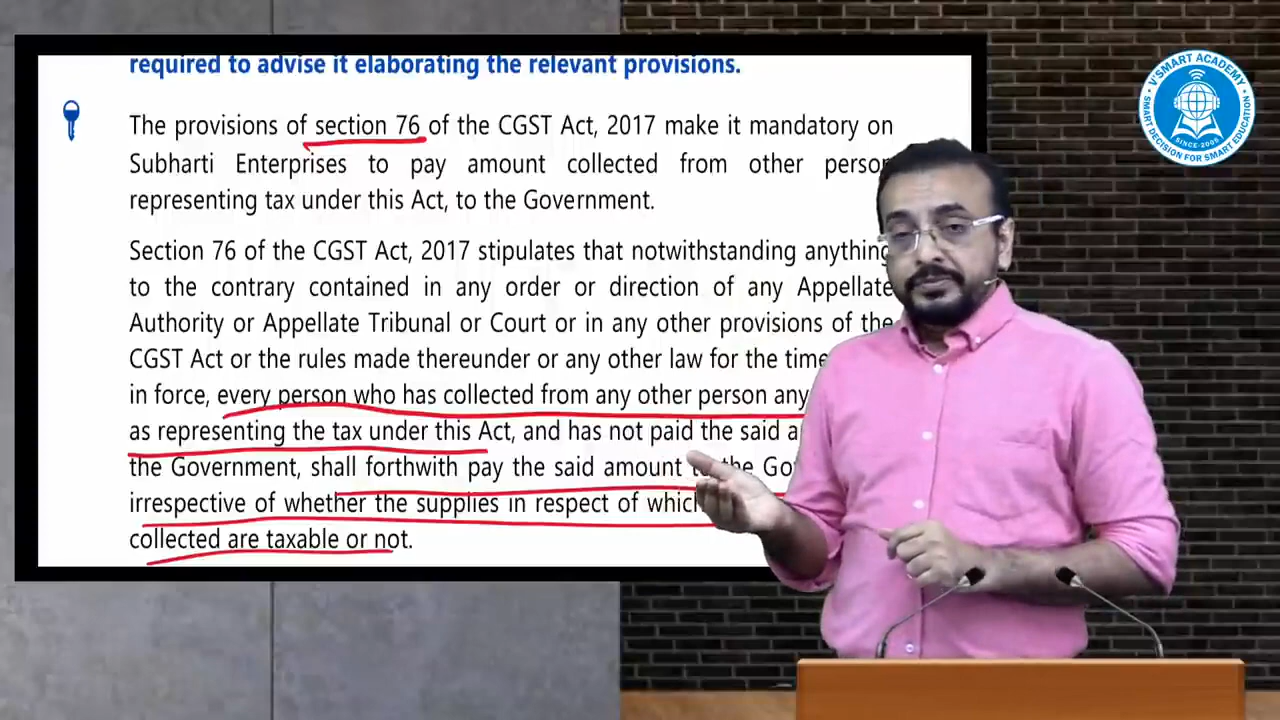 required to advise it elaborating the relevant provisions.
The provisions of section 76 of the CGST Act, 2017 make it mandatory on
Subharti Enterprises to pay amount collected from other person
representing tax under this Act, to the Government.
Section 76 of the CGST Act, 2017 stipulates that notwithstanding anything
to the contrary contained in any order or direction of any Appellate
Authority or Appellate Tribunal or Court or in any other provisions of the
CGST Act or the rules made thereunder or any other law for the time
in force, every person who has collected from any other person any
as representing the tax under this Act, and has not paid the said
the Government, shall forthwith pay the said amount to the
irrespective of whether the supplies in respect of which
collected are taxable or not.
V'SMART ACADEMY
SINCE-2005
SMART DECISION FOR SMART EDUCATION